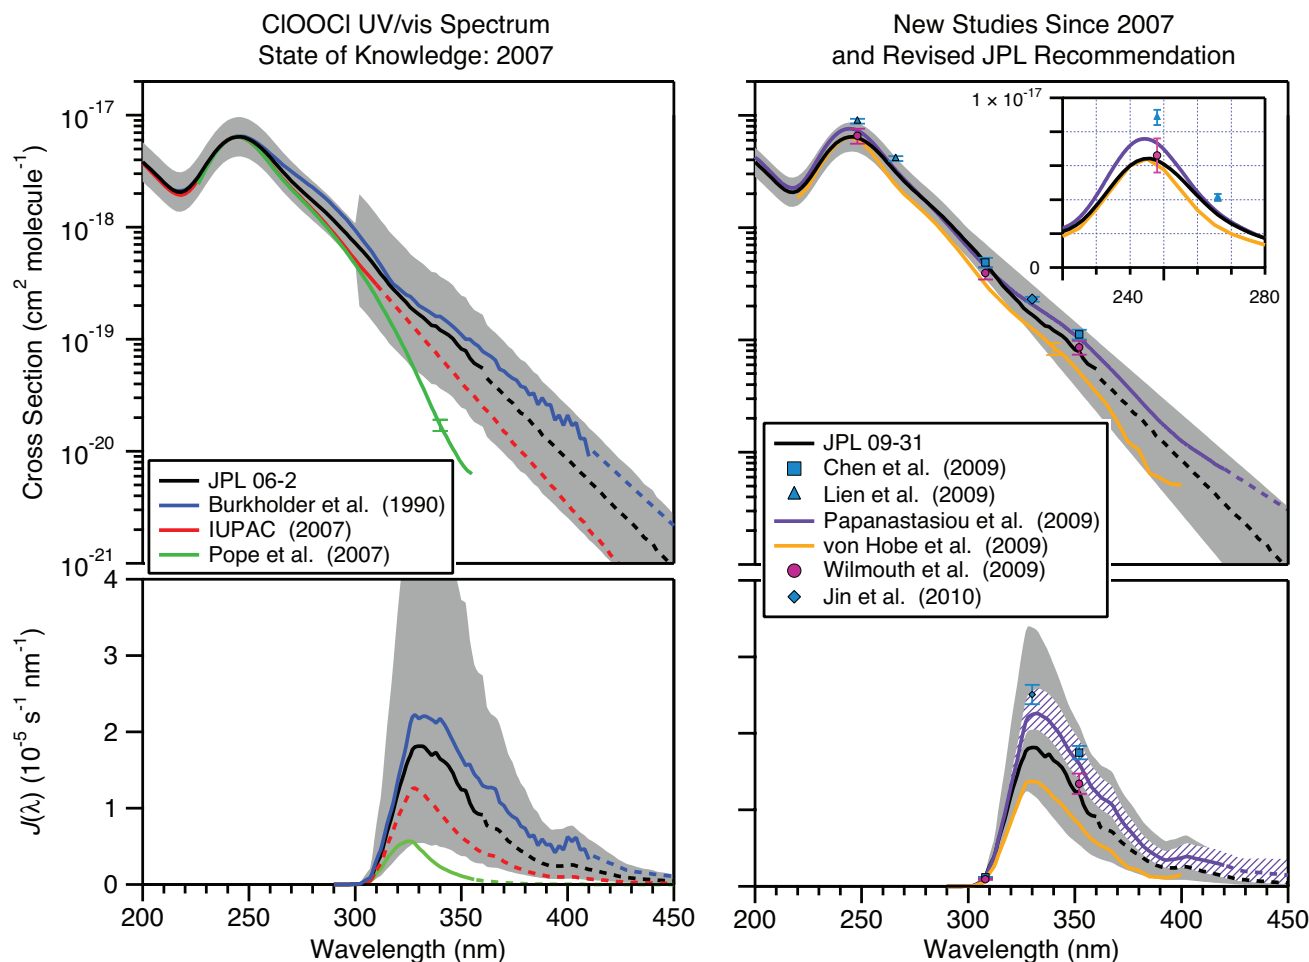 ClOOCl UV/vis Spectrum
State of Knowledge: 2007
New Studies Since 2007
and Revised JPL Recommendation
Cross Section (cm² molecule⁻¹)
10⁻¹⁷
10⁻¹⁸
10⁻¹⁹
10⁻²⁰
10⁻²¹
JPL 06-2
Burkholder et al. (1990)
IUPAC (2007)
Pope et al. (2007)
1 × 10⁻¹⁷
0
240 280
JPL 09-31
Chen et al. (2009)
Lien et al. (2009)
Papanastasiou et al. (2009)
von Hobe et al. (2009)
Wilmouth et al. (2009)
Jin et al. (2010)
J(λ) (10⁻⁵ s⁻¹ nm⁻¹)
4
3
2
1
0
200 250 300 350 400 450
Wavelength (nm)
200 250 300 350 400 450
Wavelength (nm)